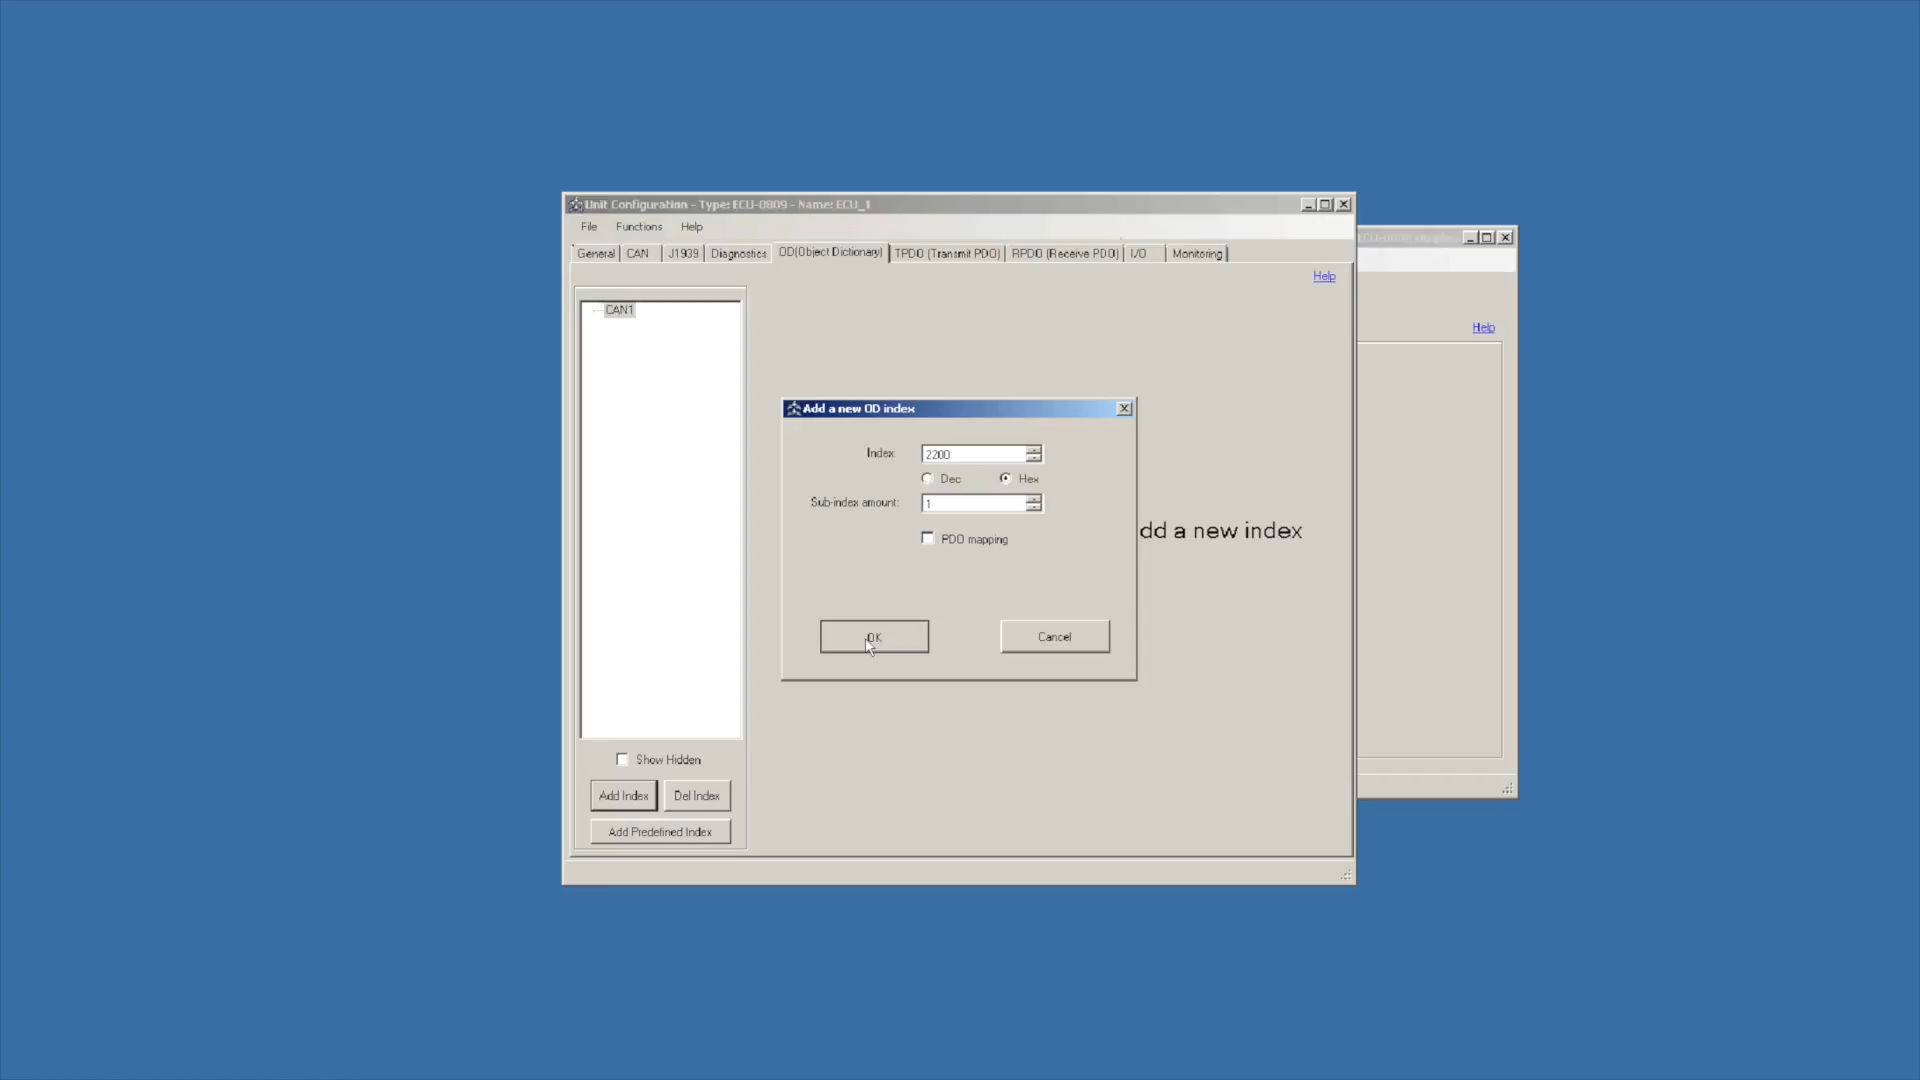 Unit Configuration - Type: ECU-0809 - Name: ECU_1
File Functions Help
General CAN J1939 Diagnostics OD(Object Dictionary) TPDO (Transmit PDO) RPDO (Receive PDO) I/O Monitoring
Help
Help
CAN1
Add a new OD index
Index:
2200
Dec Hex
Sub-index amount:
1
PDO mapping
dd a new index
OK Cancel
Show Hidden
Add Index Del Index
Add Predefined Index